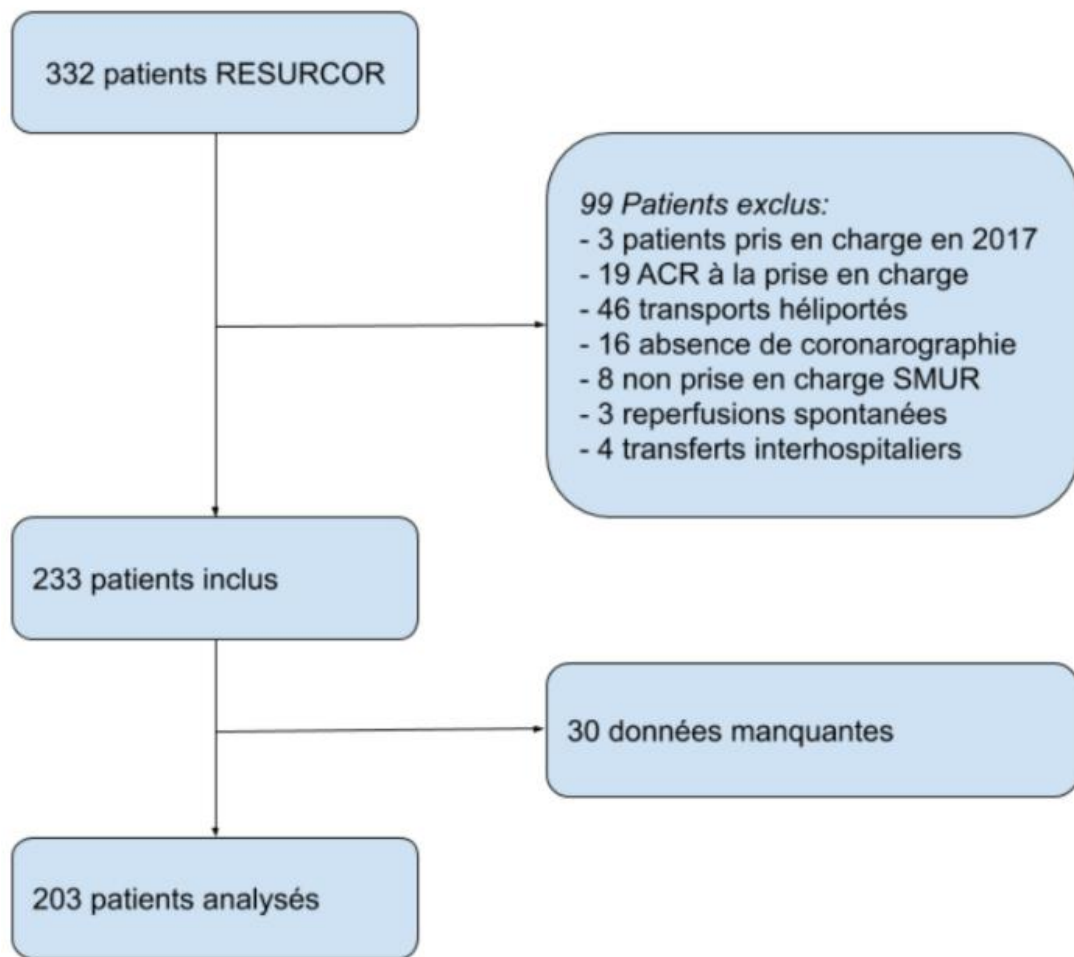 332 patients RESURCOR
99 Patients exclus:
- 3 patients pris en charge en 2017
- 19 ACR à la prise en charge
- 46 transports héliportés
- 16 absence de coronarographie
- 8 non prise en charge SMUR
- 3 reperfusions spontanées
- 4 transferts interhospitaliers
233 patients inclus
30 données manquantes
203 patients analysés